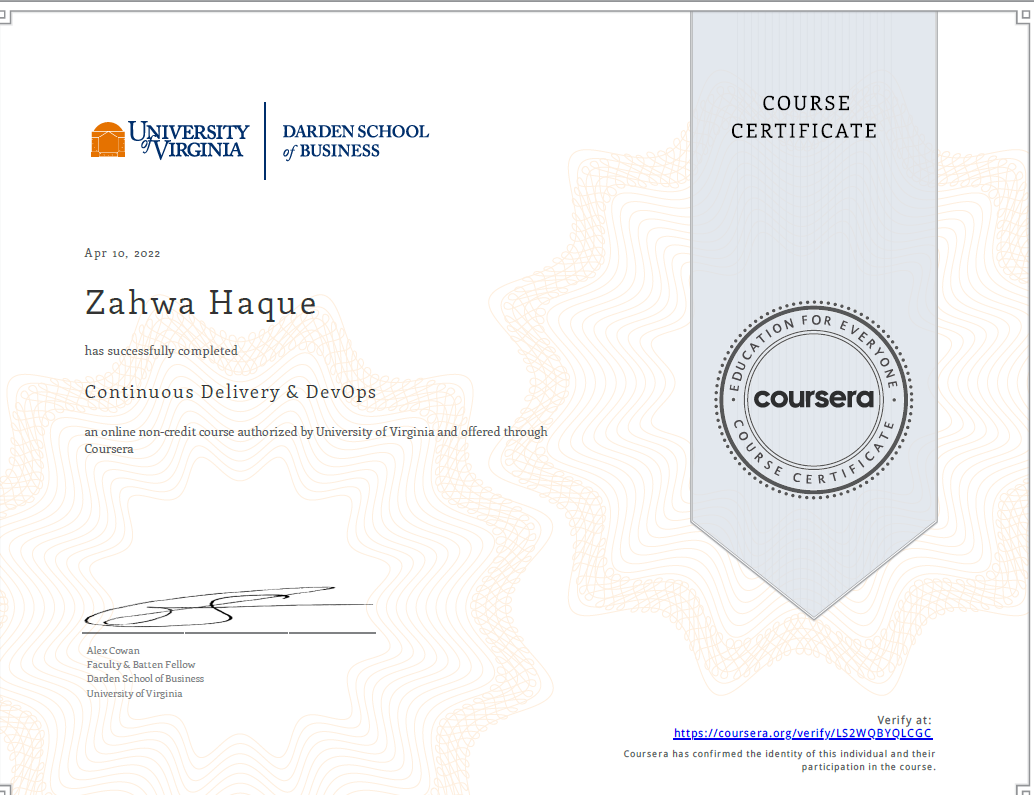 UNIVERSITY
of VIRGINIA
DARDEN SCHOOL
of BUSINESS
COURSE
CERTIFICATE
Apr 10, 2022
Zahwa Haque
has successfully completed
Continuous Delivery & DevOps
an online non-credit course authorized by University of Virginia and offered through
Coursera
EDUCATION FOR EVERYONE
coursera
COURSE CERTIFICATE
Alex Cowan
Faculty & Batten Fellow
Darden School of Business
University of Virginia
Verify at:
https://coursera.org/verify/LS2WQBYQLCGC
Coursera has confirmed the identity of this individual and their
participation in the course.